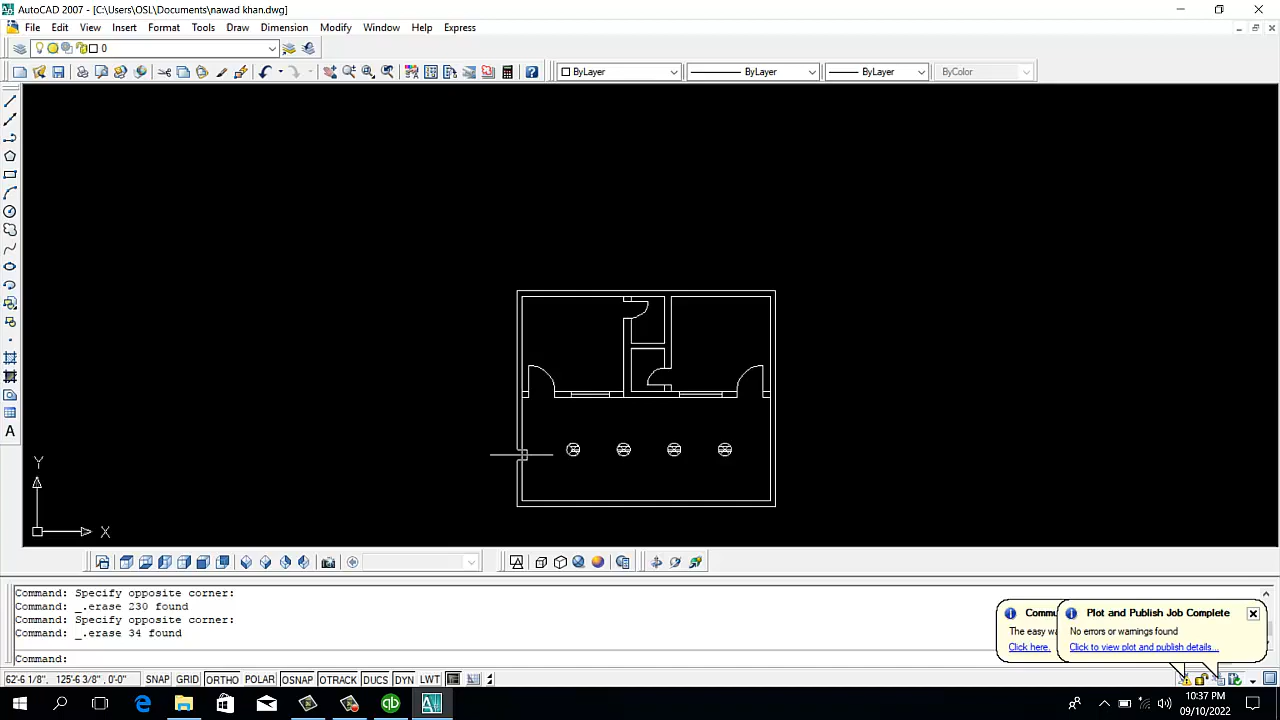 AutoCAD 2007 - [C:\Users\OSL\Documents\nawad khan.dwg]
File Edit View Insert Format Tools Draw Dimension Modify Window Help Express
0
ByLayer ByLayer ByLayer ByColor
A
Y
X
Command: Specify opposite corner:
Command: _.erase 230 found
Command: Specify opposite corner:
Command: _.erase 34 found
Command:
Plot and Publish Job Complete
No errors or warnings found
Click to view plot and publish details...
The easy
Click here.
62'-6 1/8", 125'-6 3/8", 0'-0" SNAP GRID ORTHO POLAR OSNAP OTRACK DUCS DYN LWT
10:37 PM
09/10/2022